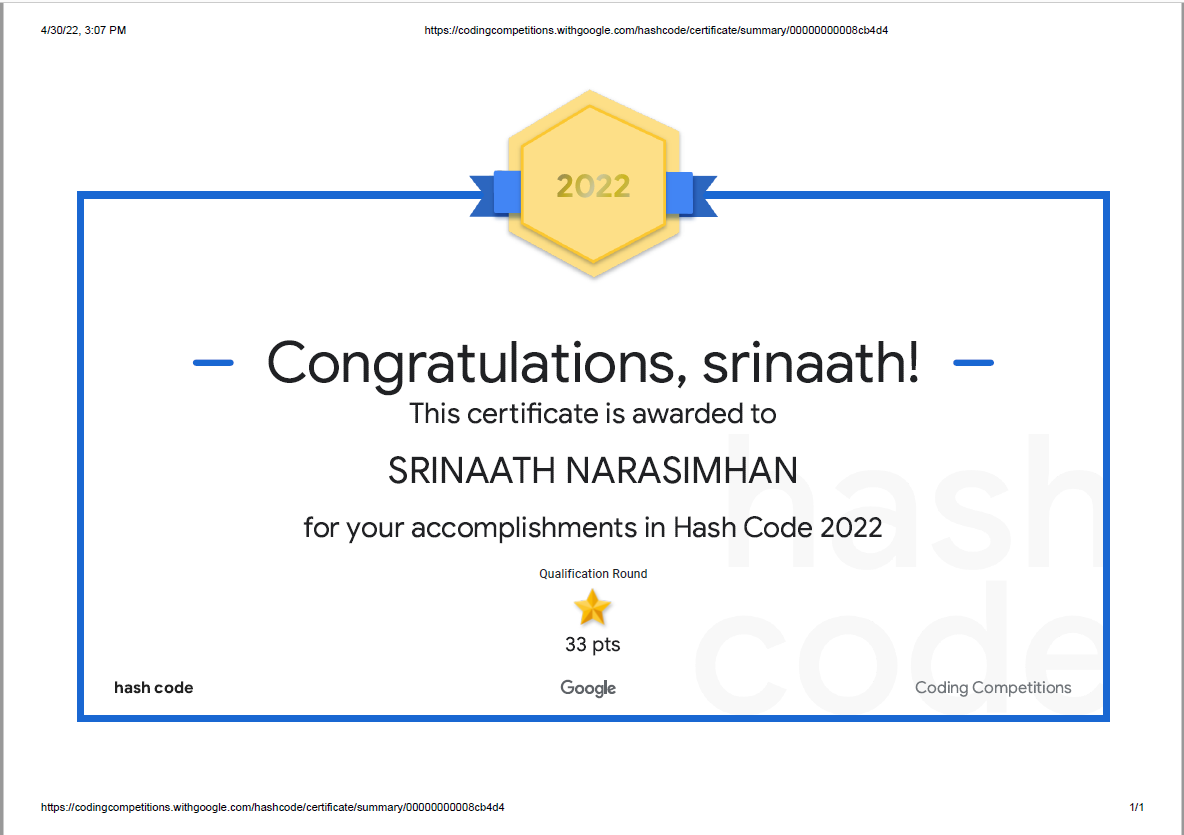 4/30/22, 3:07 PM
https://codingcompetitions.withgoogle.com/hashcode/certificate/summary/00000000008cb4d4
2022
Congratulations, srinaath!
This certificate is awarded to
SRINAATH NARASIMHAN
for your accomplishments in Hash Code 2022
hash
code
Qualification Round
33 pts
hash code
Google
Coding Competitions
https://codingcompetitions.withgoogle.com/hashcode/certificate/summary/00000000008cb4d4
1/1